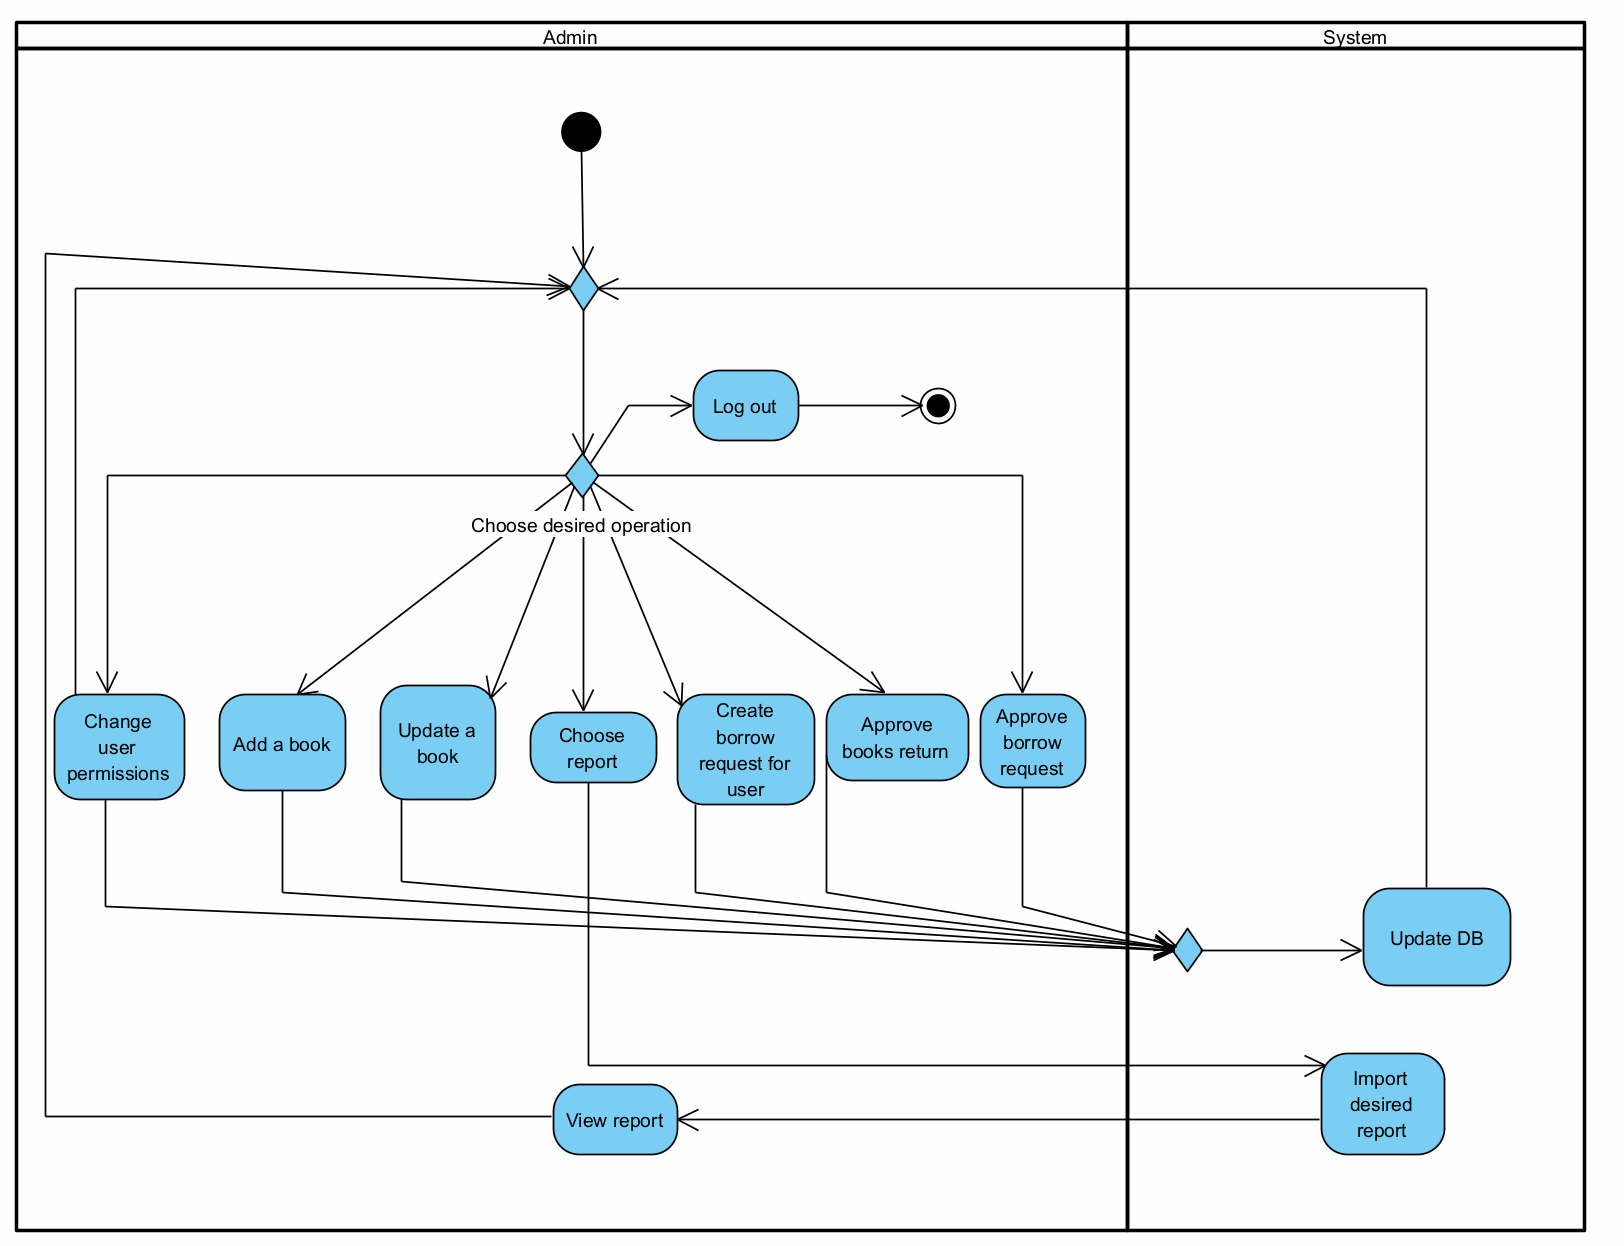 Admin
System
Log out
Choose desired operation
Change
user
permissions
Add a book
Update a
book
Choose
report
Create
borrow
request for
user
Approve
books return
Approve
borrow
request
Update DB
Import
desired
report
View report